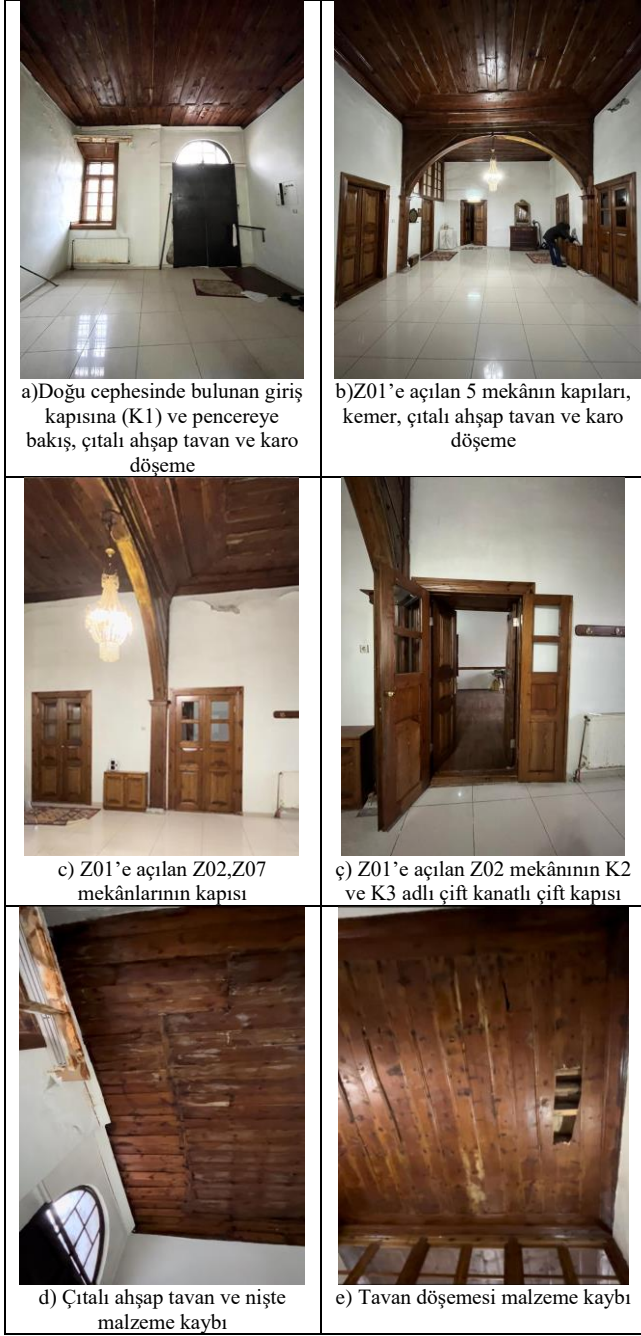 a)Doğu cephesinde bulunan giriş
kapısına (K1) ve pencereye
bakış, çıtalı ahşap tavan ve karo
döşeme
b)Z01’e açılan 5 mekânın kapıları,
kemer, çıtalı ahşap tavan ve karo
döşeme
c) Z01’e açılan Z02,Z07
mekânlarının kapısı
ç) Z01’e açılan Z02 mekânının K2
ve K3 adlı çift kanatlı çift kapısı
d) Çıtalı ahşap tavan ve nişte
malzeme kaybı
e) Tavan döşemesi malzeme kaybı